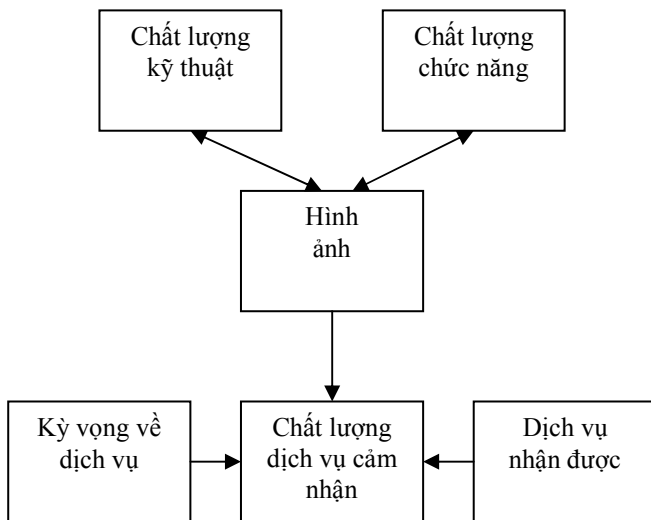 Chất lượng
kỹ thuật
Chất lượng
chức năng
Hình
ảnh
Kỳ vọng về
dịch vụ
Chất lượng
dịch vụ cảm
nhận
Dịch vụ
nhận được